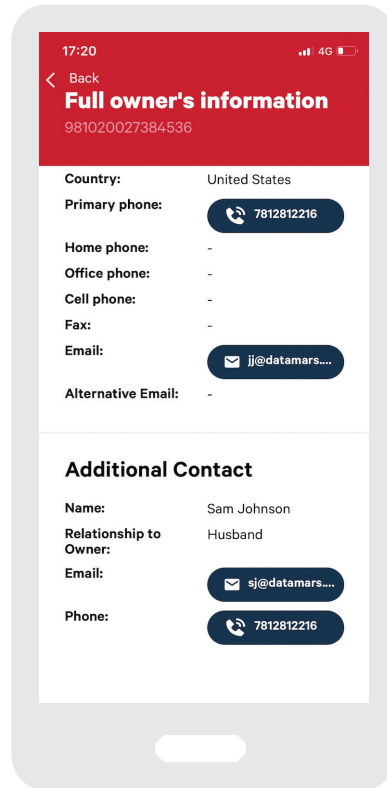 17:20 4G
Back
Full owner's information
981020027384536
Country: United States
Primary phone: 7812812216
Home phone: -
Office phone: -
Cell phone: -
Fax: -
Email: jj@datamars....
Alternative Email: -
Additional Contact
Name: Sam Johnson
Relationship to Husband
Owner:
Email: sj@datamars....
Phone: 7812812216